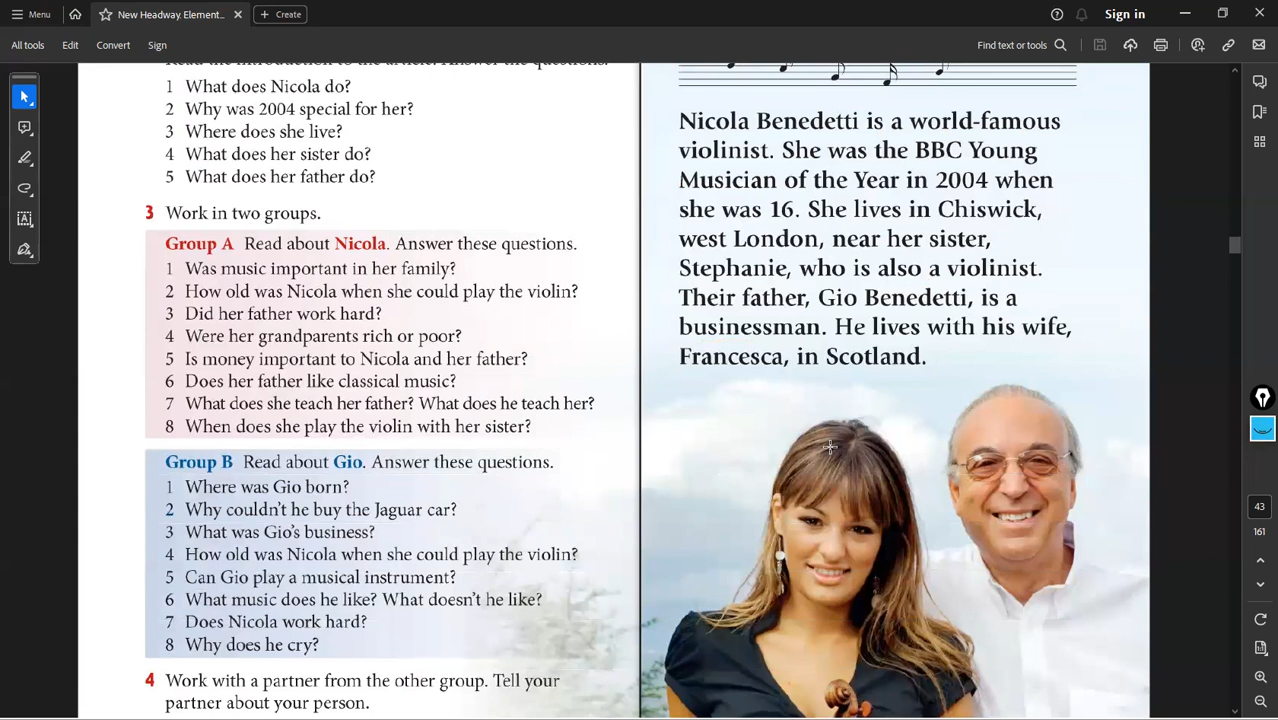 Menu
New Headway. Element...
Create
Sign in
All tools
Edit
Convert
Sign
Find text or tools
Read the introduction to the article. Answer the questions.
1 What does Nicola do?
2 Why was 2004 special for her?
3 Where does she live?
4 What does her sister do?
5 What does her father do?
3 Work in two groups.
Group A Read about Nicola. Answer these questions.
1 Was music important in her family?
2 How old was Nicola when she could play the violin?
3 Did her father work hard?
4 Were her grandparents rich or poor?
5 Is money important to Nicola and her father?
6 Does her father like classical music?
7 What does she teach her father? What does he teach her?
8 When does she play the violin with her sister?
Group B Read about Gio. Answer these questions.
1 Where was Gio born?
2 Why couldn't he buy the Jaguar car?
3 What was Gio's business?
4 How old was Nicola when she could play the violin?
5 Can Gio play a musical instrument?
6 What music does he like? What doesn't he like?
7 Does Nicola work hard?
8 Why does he cry?
4 Work with a partner from the other group. Tell your
partner about your person.
Nicola Benedetti is a world-famous
violinist. She was the BBC Young
Musician of the Year in 2004 when
she was 16. She lives in Chiswick,
west London, near her sister,
Stephanie, who is also a violinist.
Their father, Gio Benedetti, is a
businessman. He lives with his wife,
Francesca, in Scotland.
43
161